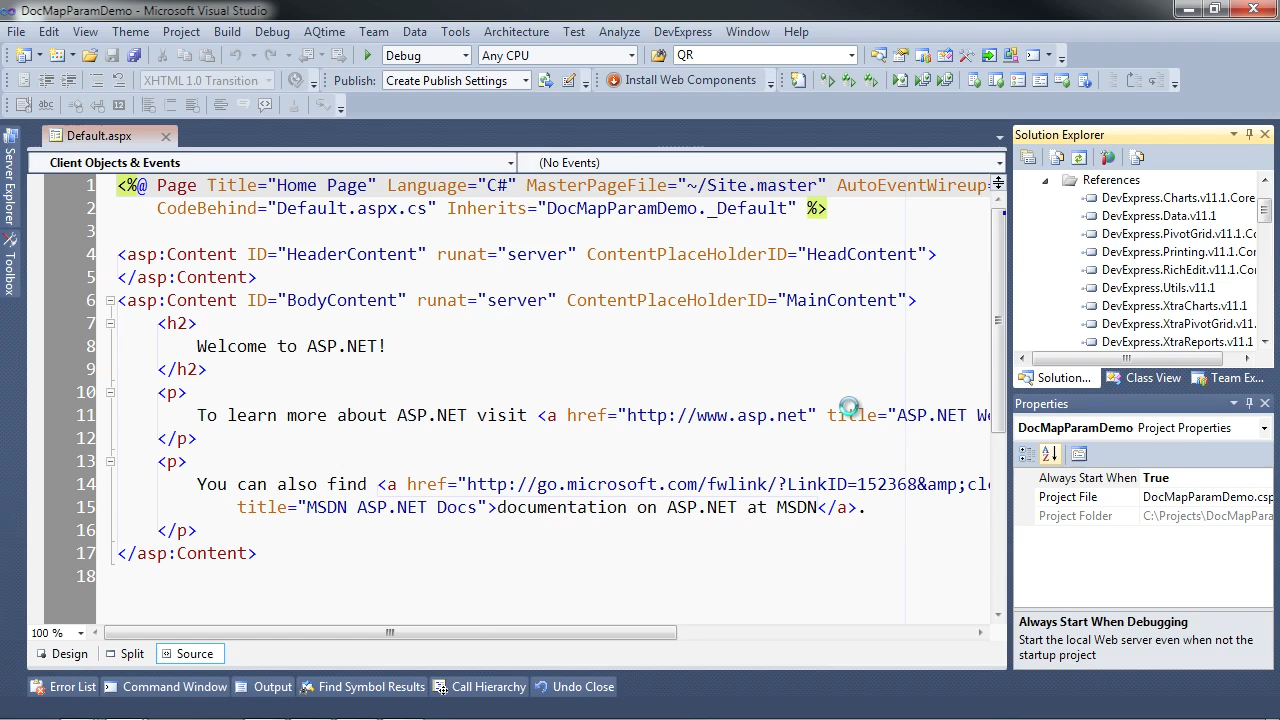 DocMapParamDemo - Microsoft Visual Studio
File Edit View Theme Project Build Debug AQtime Team Data Tools Architecture Test Analyze DevExpress Window Help
Debug Any CPU QR
XHTML 1.0 Transition Publish: Create Publish Settings Install Web Components
Server Explorer
Toolbox
Default.aspx
Client Objects & Events (No Events)
1 <%@ Page Title="Home Page" Language="C#" MasterPageFile="~/Site.master" AutoEventWireup=
2 CodeBehind="Default.aspx.cs" Inherits="DocMapParamDemo._Default" %>
3
4 <asp:Content ID="HeaderContent" runat="server" ContentPlaceHolderID="HeadContent">
5 </asp:Content>
6 <asp:Content ID="BodyContent" runat="server" ContentPlaceHolderID="MainContent">
7 <h2>
8 Welcome to ASP.NET!
9 </h2>
10 <p>
11 To learn more about ASP.NET visit <a href="http://www.asp.net" title="ASP.NET We
12 </p>
13 <p>
14 You can also find <a href="http://go.microsoft.com/fwlink/?LinkID=152368&amp;clc
15 title="MSDN ASP.NET Docs">documentation on ASP.NET at MSDN</a>.
16 </p>
17 </asp:Content>
18
100 %
Design Split Source
Error List Command Window Output Find Symbol Results Call Hierarchy Undo Close
Solution Explorer
References
DevExpress.Charts.v11.1.Core
DevExpress.Data.v11.1
DevExpress.PivotGrid.v11.1.Co
DevExpress.Printing.v11.1.Cor
DevExpress.RichEdit.v11.1.Cor
DevExpress.Utils.v11.1
DevExpress.XtraCharts.v11.1
DevExpress.XtraPivotGrid.v11.
DevExpress.XtraReports.v11.1
Solution... Class View Team Ex...
Properties
DocMapParamDemo Project Properties
Always Start When True
Project File DocMapParamDemo.csp
Project Folder C:\Projects\DocMapPara
Always Start When Debugging
Start the local Web server even when not the
startup project